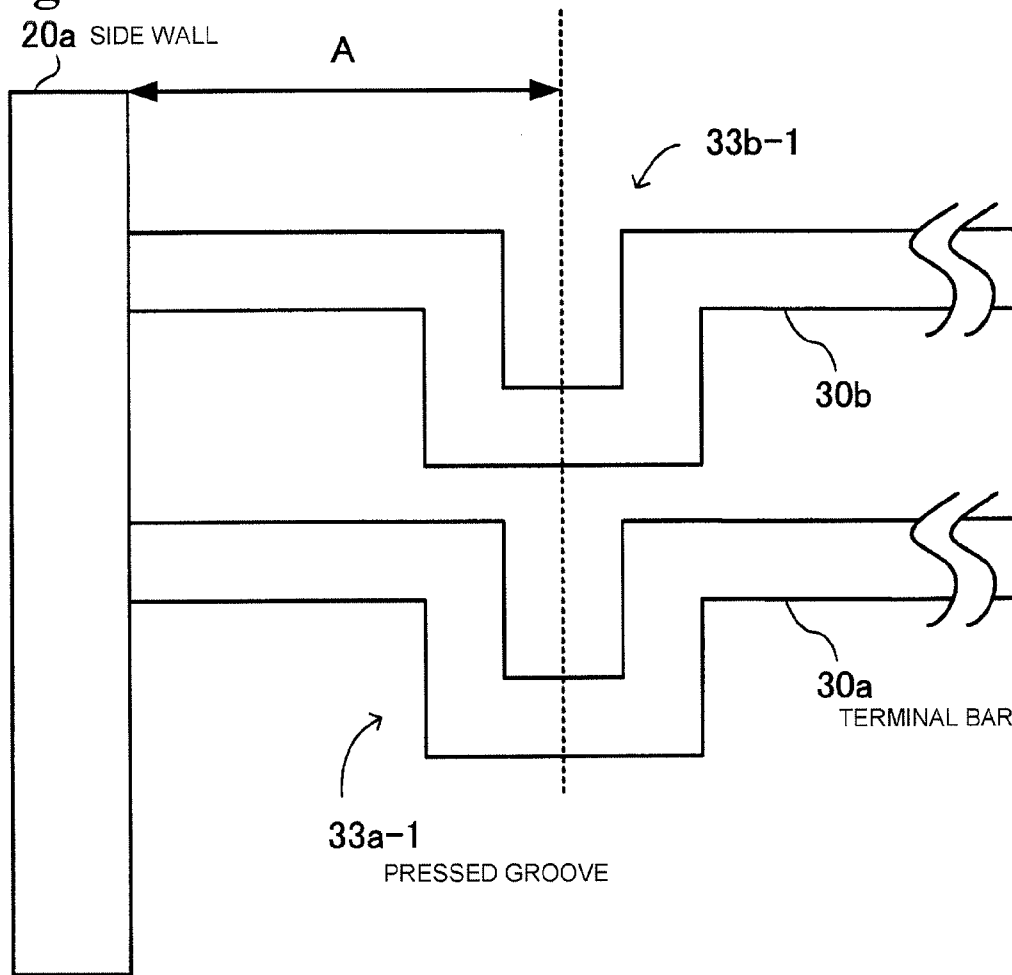 20a SIDE WALL
A
33b-1
30b
30a
TERMINAL BAR
33a-1
PRESSED GROOVE